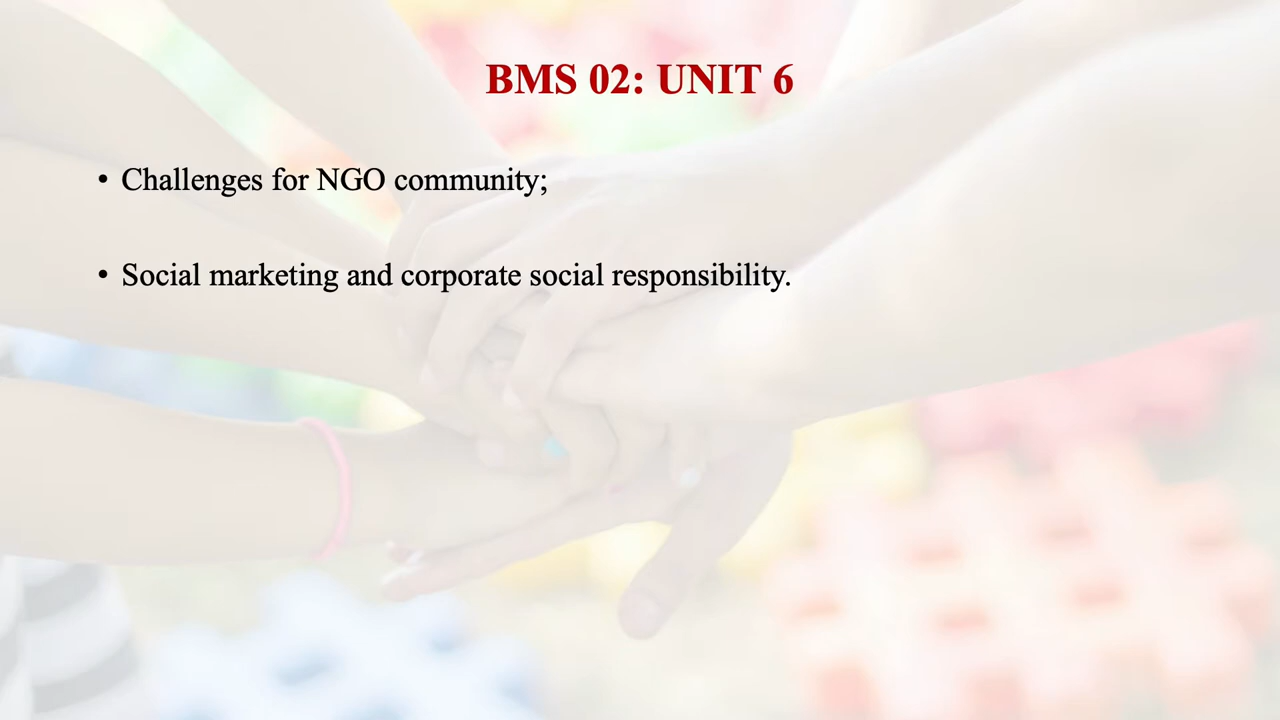 BMS 02: UNIT 6
• Challenges for NGO community;
• Social marketing and corporate social responsibility.